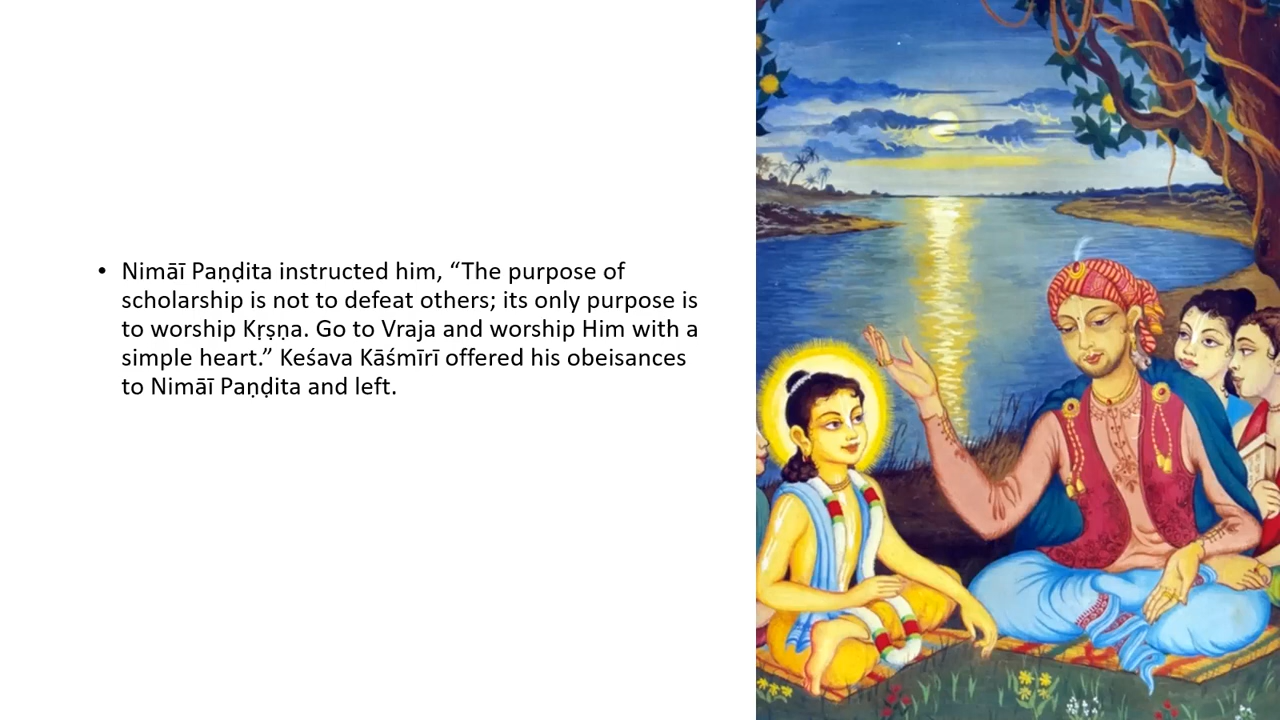 • Nimāī Paṇḍita instructed him, “The purpose of
scholarship is not to defeat others; its only purpose is
to worship Kṛṣṇa. Go to Vraja and worship Him with a
simple heart.” Keśava Kāśmīrī offered his obeisances
to Nimāī Paṇḍita and left.